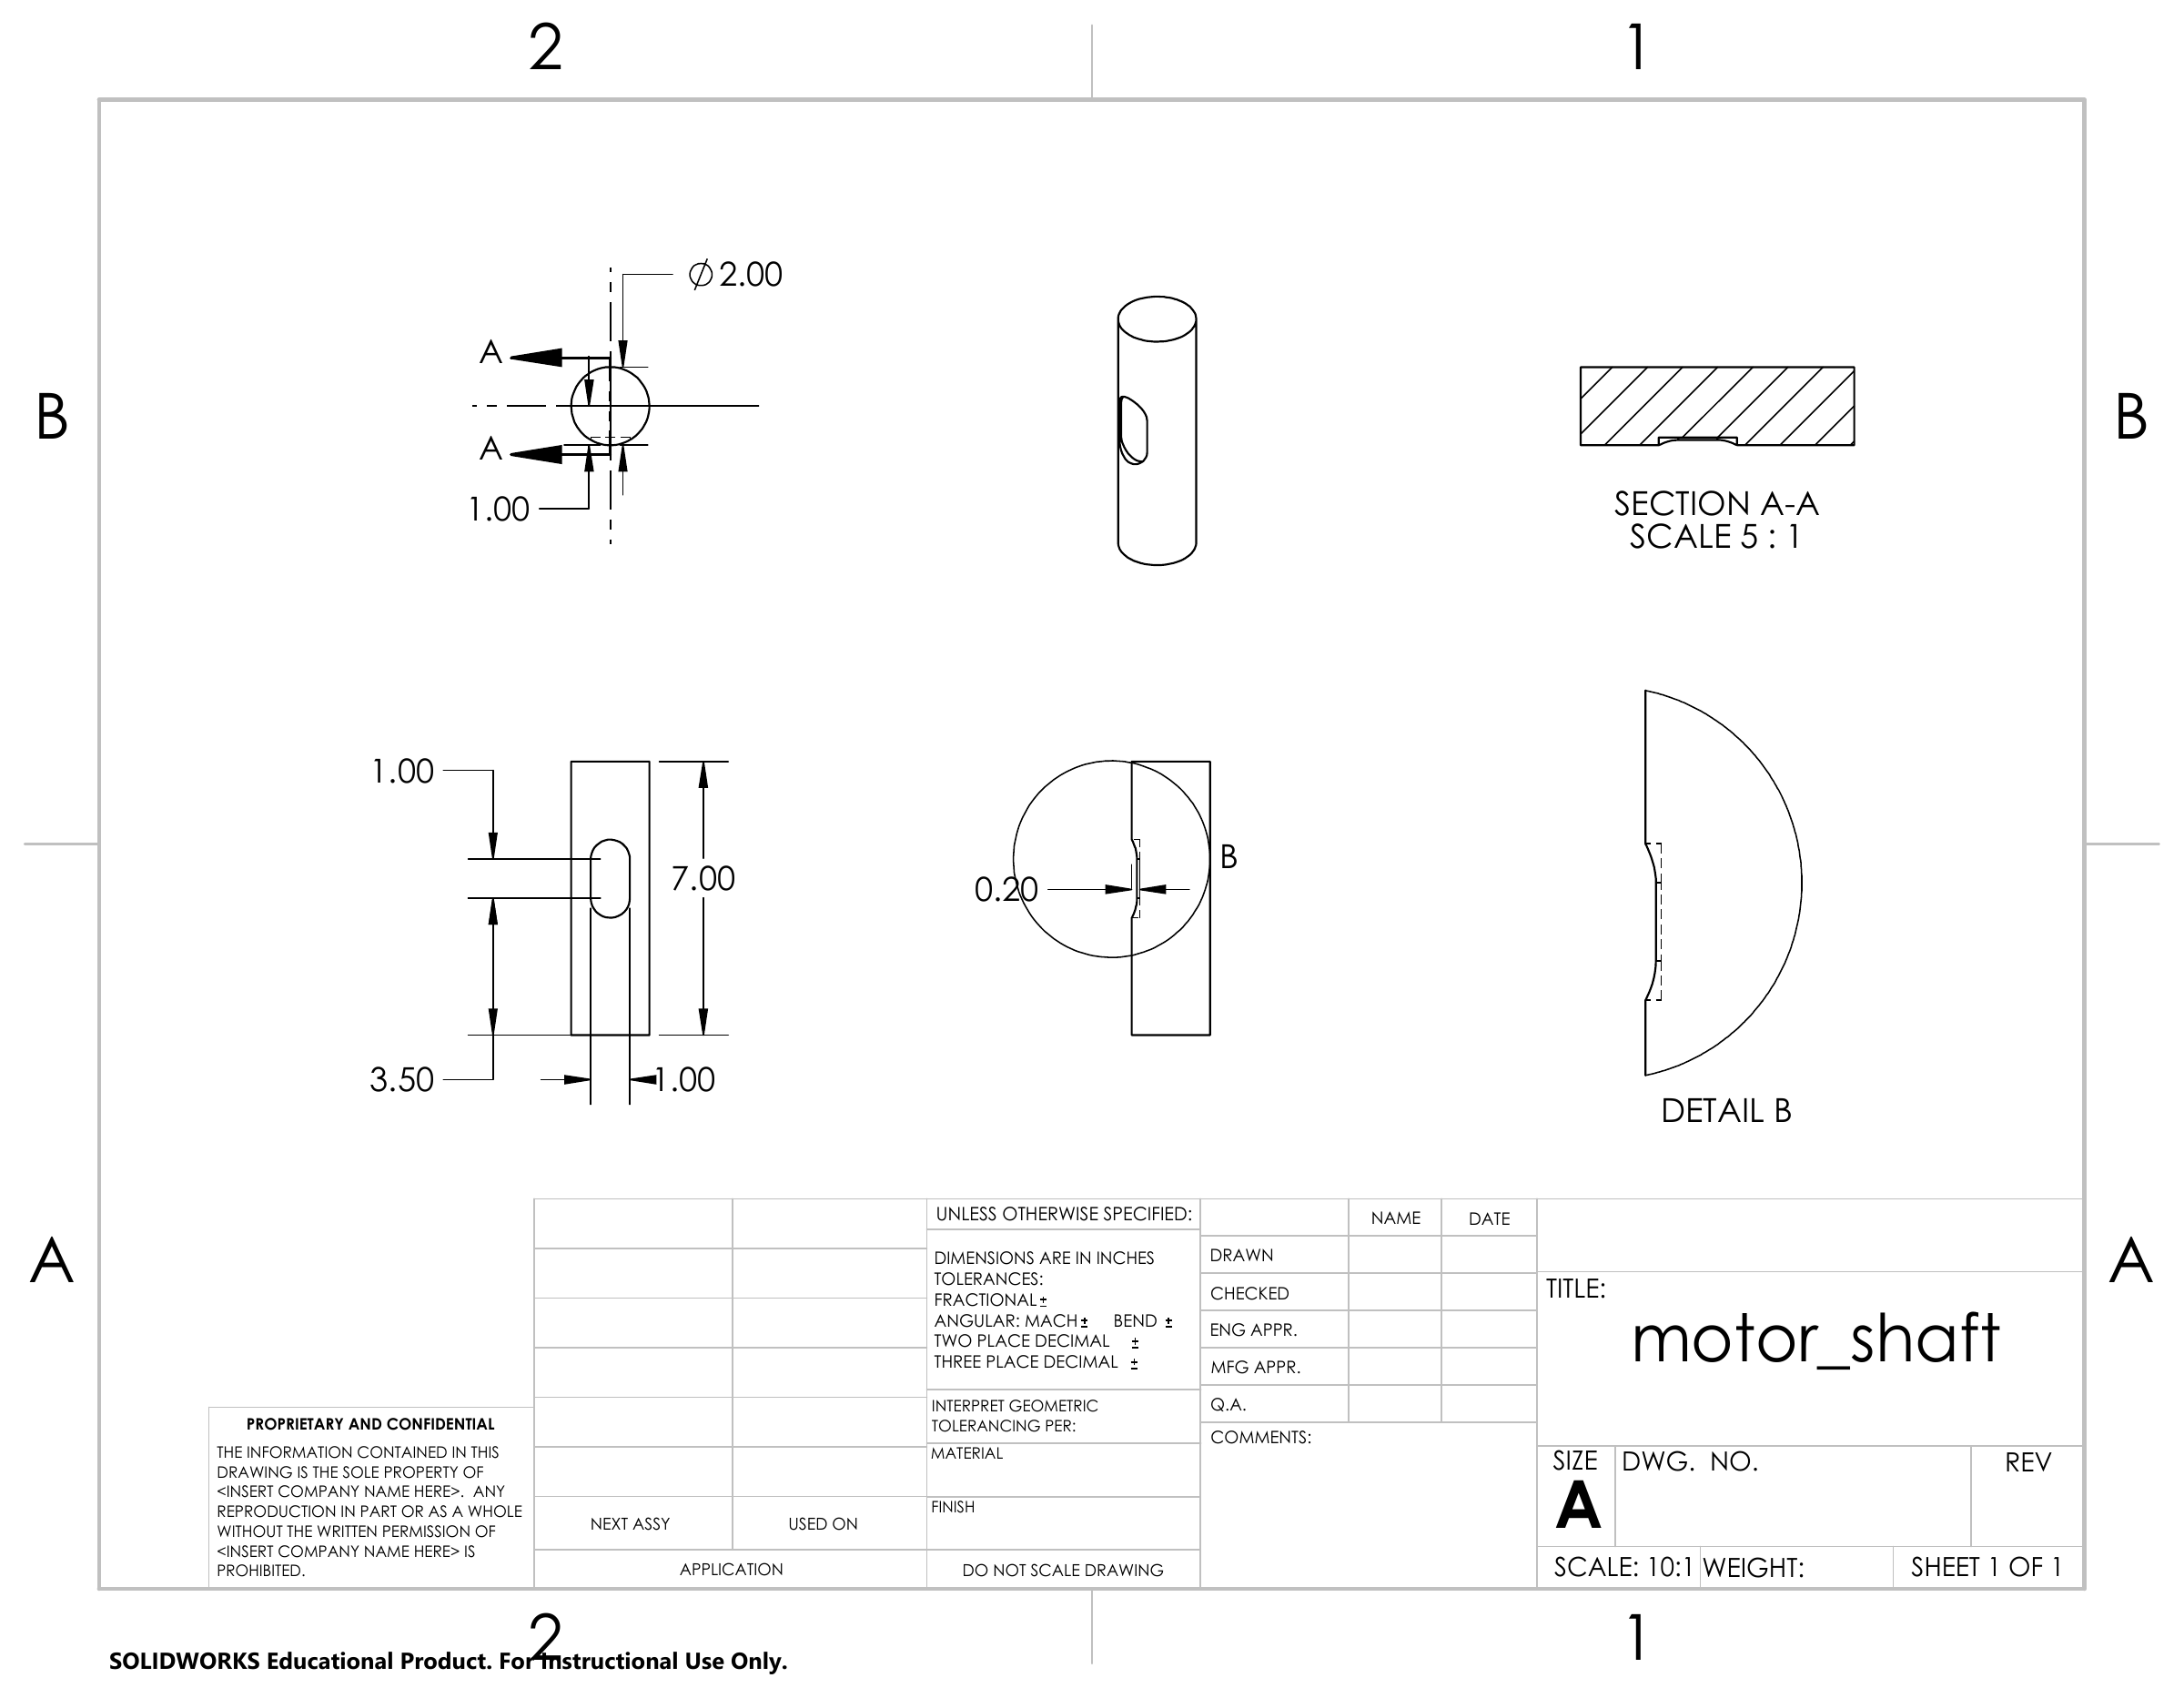 2
1
B
B
⌀2.00
A
A
1.00
SECTION A-A
SCALE 5 : 1
1.00
7.00
3.50
1.00
0.20
B
DETAIL B
A
A
UNLESS OTHERWISE SPECIFIED:
DIMENSIONS ARE IN INCHES
TOLERANCES:
FRACTIONAL±
ANGULAR: MACH± BEND ±
TWO PLACE DECIMAL ±
THREE PLACE DECIMAL ±
INTERPRET GEOMETRIC
TOLERANCING PER:
MATERIAL
FINISH
DO NOT SCALE DRAWING
NAME DATE
DRAWN
CHECKED
ENG APPR.
MFG APPR.
Q.A.
COMMENTS:
TITLE:
motor_shaft
SIZE DWG. NO. REV
A
SCALE: 10:1 WEIGHT: SHEET 1 OF 1
PROPRIETARY AND CONFIDENTIAL
THE INFORMATION CONTAINED IN THIS
DRAWING IS THE SOLE PROPERTY OF
<INSERT COMPANY NAME HERE>. ANY
REPRODUCTION IN PART OR AS A WHOLE
WITHOUT THE WRITTEN PERMISSION OF
<INSERT COMPANY NAME HERE> IS
PROHIBITED.
NEXT ASSY USED ON
APPLICATION
2
1
SOLIDWORKS Educational Product. For Instructional Use Only.